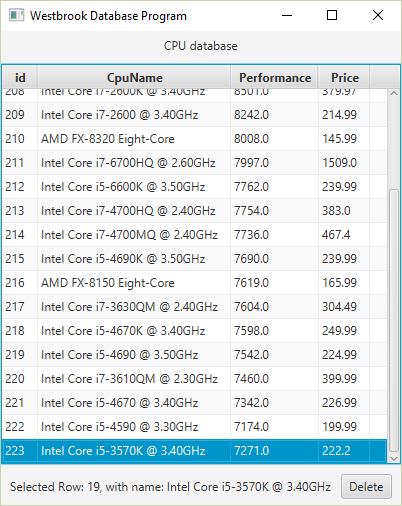 Westbrook Database Program
CPU database
id CpuName Performance Price
208 Intel Core i7-2600K @ 3.40GHz 8501.0 379.97
209 Intel Core i7-2600 @ 3.40GHz 8242.0 214.99
210 AMD FX-8320 Eight-Core 8008.0 145.99
211 Intel Core i7-6700HQ @ 2.60GHz 7997.0 1509.0
212 Intel Core i5-6600K @ 3.50GHz 7762.0 239.99
213 Intel Core i7-4700HQ @ 2.40GHz 7754.0 383.0
214 Intel Core i7-4700MQ @ 2.40GHz 7736.0 467.4
215 Intel Core i5-4690K @ 3.50GHz 7690.0 239.99
216 AMD FX-8150 Eight-Core 7619.0 165.99
217 Intel Core i7-3630QM @ 2.40GHz 7604.0 304.49
218 Intel Core i5-4670K @ 3.40GHz 7598.0 249.99
219 Intel Core i5-4690 @ 3.50GHz 7542.0 224.99
220 Intel Core i7-3610QM @ 2.30GHz 7460.0 399.99
221 Intel Core i5-4670 @ 3.40GHz 7342.0 226.99
222 Intel Core i5-4590 @ 3.30GHz 7174.0 199.99
223 Intel Core i5-3570K @ 3.40GHz 7271.0 222.2
Selected Row: 19, with name: Intel Core i5-3570K @ 3.40GHz Delete